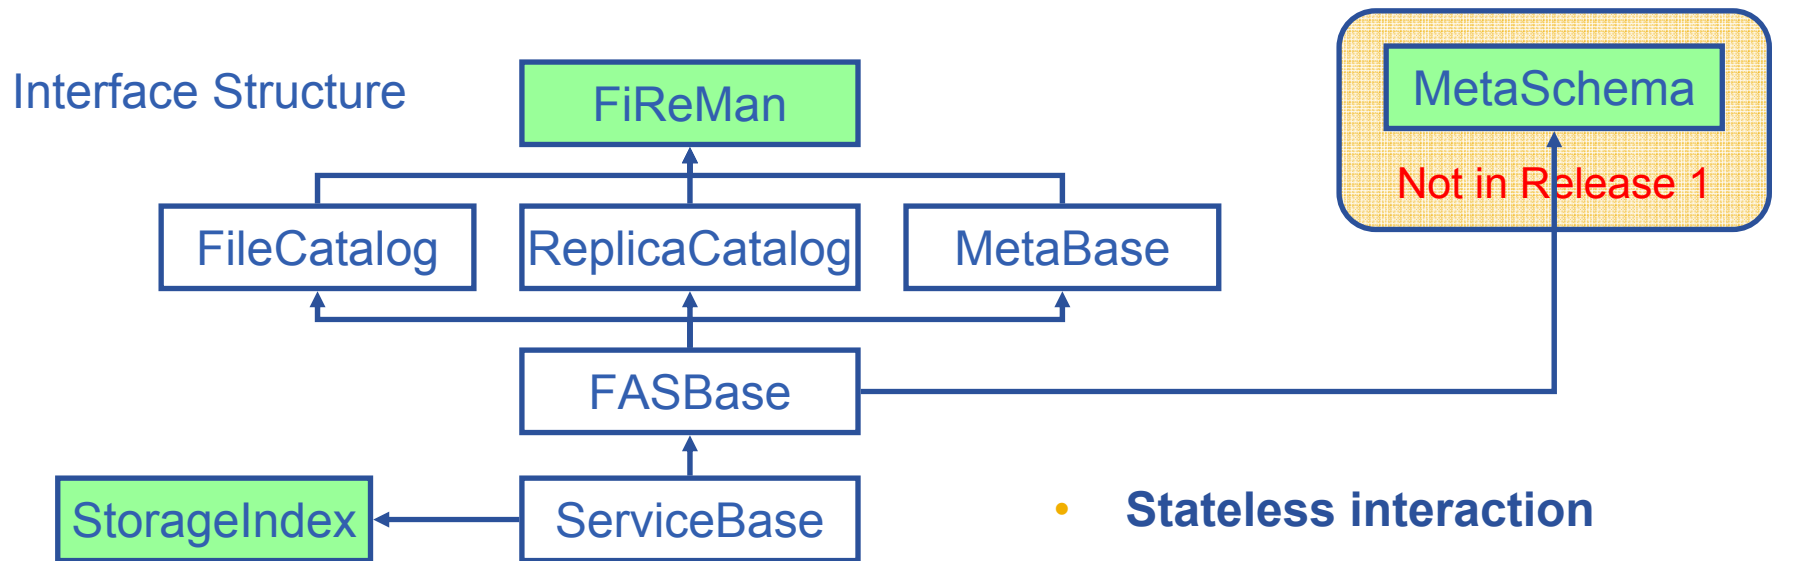 Interface Structure
FiReMan
MetaSchema
Not in Release 1
FileCatalog
ReplicaCatalog
MetaBase
FASBase
StorageIndex
ServiceBase
• Stateless interaction